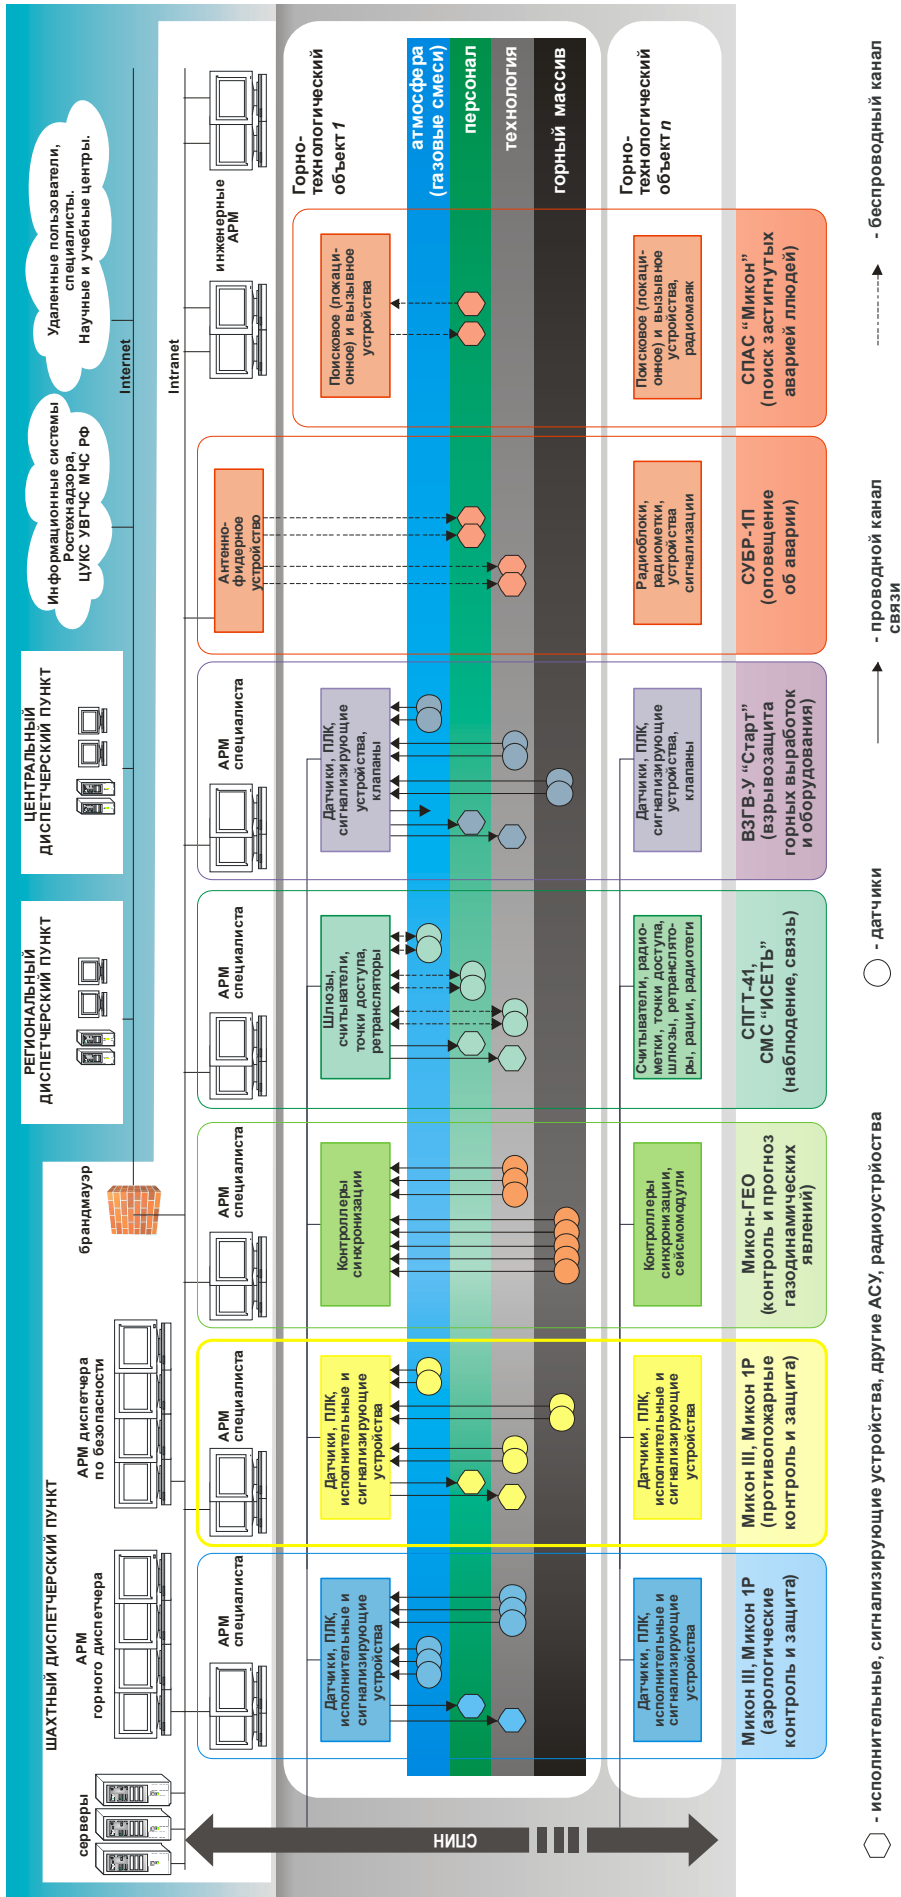 Удаленные пользователи,
специалисты.
Научные и учебные центры.
Информационные системы
Ростехнадзора,
ЦУКС УВГЧС МЧС РФ
ЦЕНТРАЛЬНЫЙ
ДИСПЕТЧЕРСКИЙ ПУНКТ
РЕГИОНАЛЬНЫЙ
ДИСПЕТЧЕРСКИЙ ПУНКТ
Internet
Intranet
ШАХТНЫЙ ДИСПЕТЧЕРСКИЙ ПУНКТ
серверы
АРМ
горного диспетчера
АРМ диспетчера
по безопасности
брандмауэр
инженерные
АРМ
АРМ
специалиста
АРМ
специалиста
АРМ
специалиста
АРМ
специалиста
АРМ
специалиста
Антенно-
фидерное
устройство
СПИН
Горно-
технологический
объект 1
Датчики, ПЛК,
исполнительные и
сигнализирующие
устройства
Датчики, ПЛК,
исполнительные и
сигнализирующие
устройства
Контроллеры
синхронизации
Шлюзы,
считыватели,
точки доступа,
ретрансляторы
Датчики, ПЛК,
сигнализирующие
устройства,
клапаны
Поисковое (локаци-
онное) и вызывное
устройства
атмосфера
(газовые смеси)
персонал
технология
горный массив
Горно-
технологический
объект n
Датчики, ПЛК,
исполнительные и
сигнализирующие
устройства
Датчики, ПЛК,
исполнительные и
сигнализирующие
устройства
Контроллеры
синхронизации,
сейсмомодули
Считыватели, радио-
метки, точки доступа,
шлюзы, ретранслято-
ры, рации, радиотеги
Датчики, ПЛК,
сигнализирующие
устройства,
клапаны
Радиоблоки,
радиометки,
устройства
сигнализации
Поисковое (локаци-
онное) и вызывное
устройства,
радиомаяк
Микон III, Микон 1Р
(аэрологические
контроль и защита)
Микон III, Микон 1Р
(противопожарные
контроль и защита)
Микон-ГЕО
(контроль и прогноз
газодинамических
явлений)
СПГТ-41,
СМС “ИСЕТЬ”
(наблюдение, связь)
ВЗГВ-У “Старт”
(взрывозащита
горных выработок
и оборудования)
СУБР-1П
(оповещение
об аварии)
СПАС “Микон”
(поиск застигнутых
аварией плюдей)
- исполнительные, сигнализирующие устройства, другие АСУ, радиоустрйоства
- датчики
- проводной канал
связи
- беспроводный канал